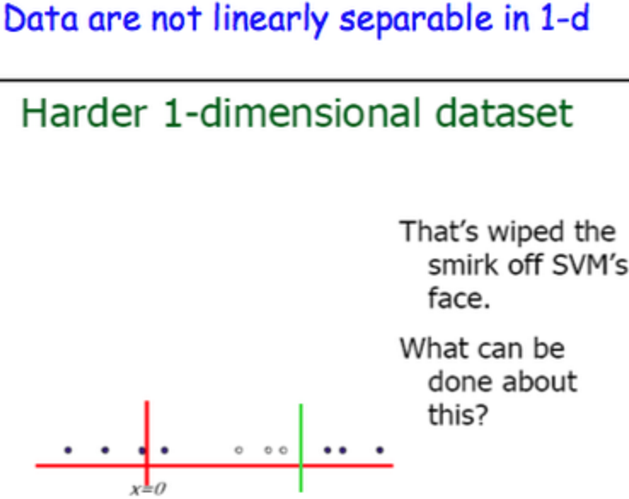 Data are not linearly separable in 1-d
Harder 1-dimensional dataset
That's wiped the
smirk off SVM's
face.
What can be
done about
this?
x=0